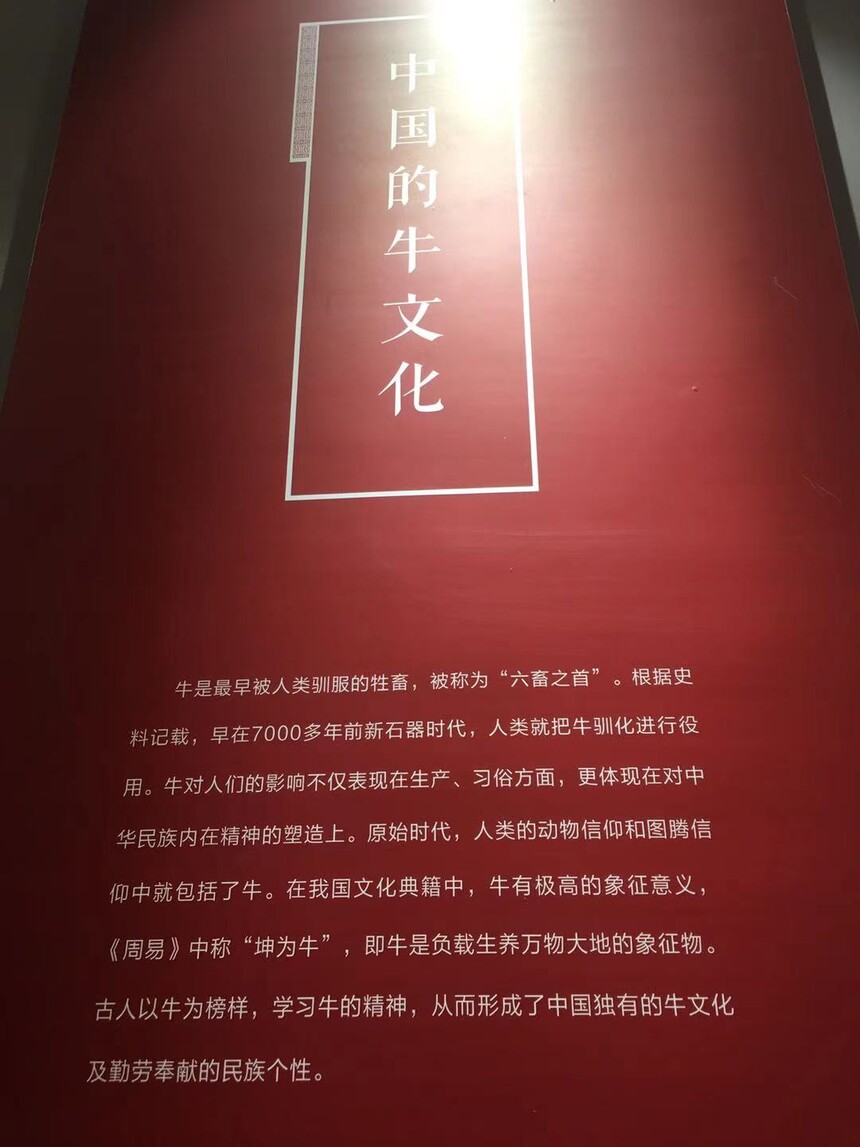 中国的牛文化
牛是最早被人类驯服的牲畜，被称为“六畜之首”。根据史
料记载，早在7000多年前新石器时代，人类就把牛驯化进行役
用。牛对人们的影响不仅表现在生产、习俗方面，更体现在对中
华民族内在精神的塑造上。原始时代，人类的动物信仰和图腾信
仰中就包括了牛。在我国文化典籍中，牛有极高的象征意义，
《周易》中称“坤为牛”，即牛是负载生养万物大地的象征物。
古人以牛为榜样，学习牛的精神，从而形成了中国独有的牛文化
及勤劳奉献的民族个性。